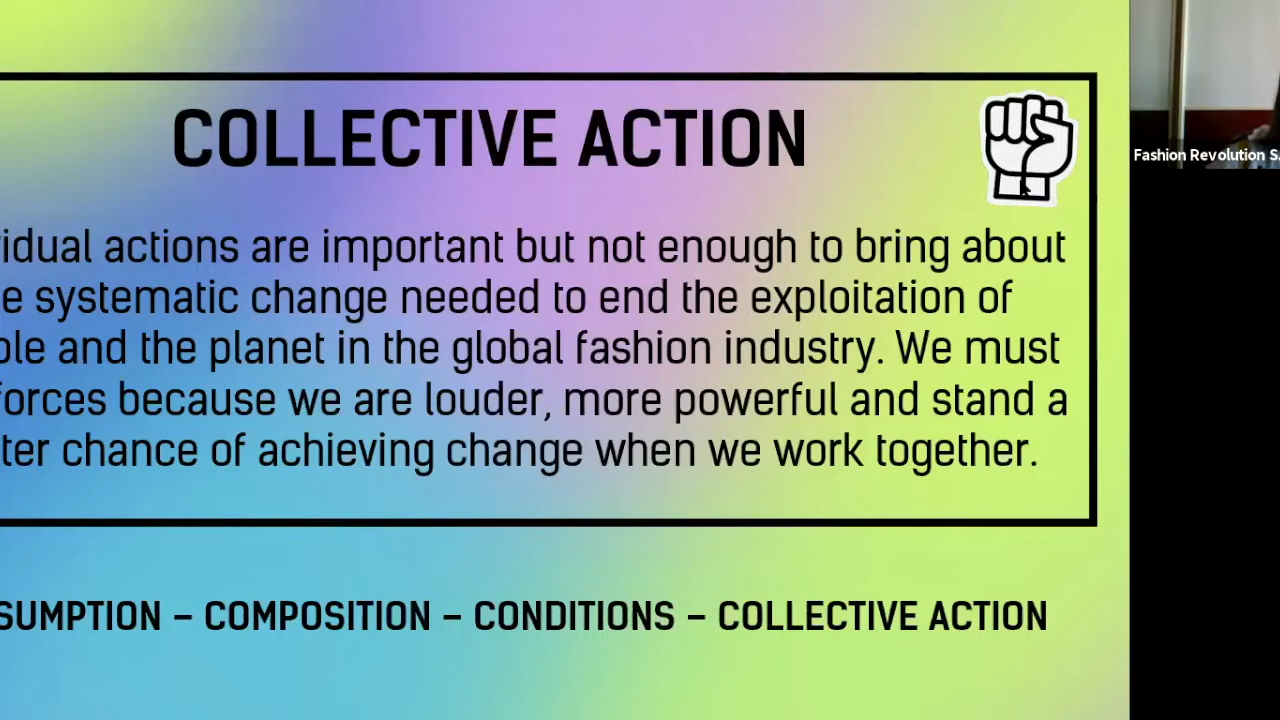 COLLECTIVE ACTION
idual actions are important but not enough to bring about
e systematic change needed to end the exploitation of
ple and the planet in the global fashion industry. We must
forces because we are louder, more powerful and stand a
ter chance of achieving change when we work together.
SUMPTION – COMPOSITION – CONDITIONS – COLLECTIVE ACTION
Fashion Revolution S